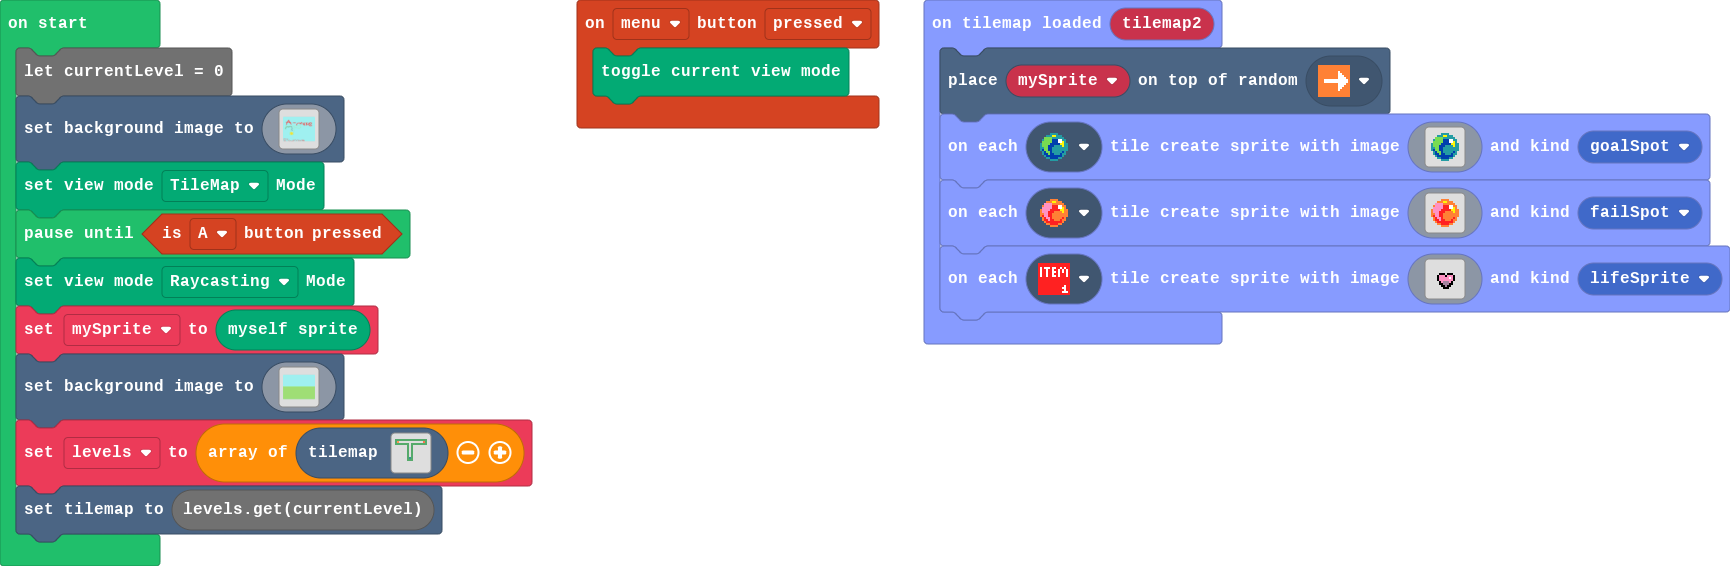 on start
let currentLevel = 0
set background image to
set view mode TileMap Mode
pause until is A button pressed
set view mode Raycasting Mode
set mySprite to myself sprite
set background image to
set levels to array of tilemap
set tilemap to levels.get(currentLevel)
on menu button pressed
toggle current view mode
on tilemap loaded tilemap2
place mySprite on top of random
on each tile create sprite with image and kind goalSpot
on each tile create sprite with image and kind failSpot
on each ITEM 1 tile create sprite with image and kind lifeSprite